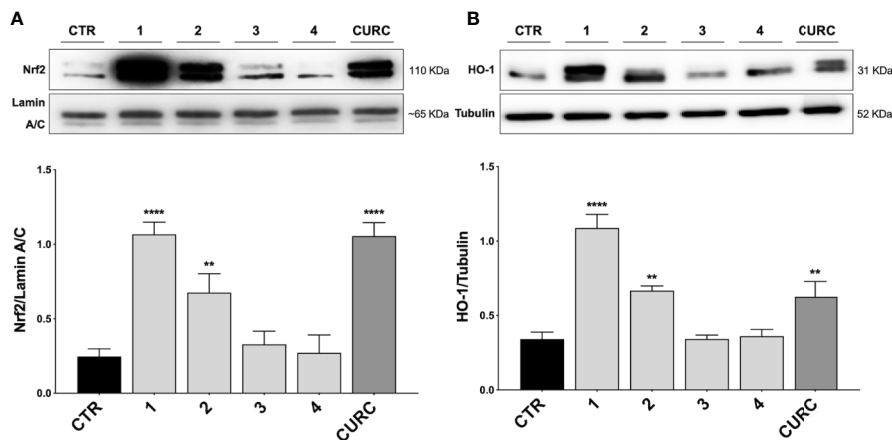 A
CTR 1 2 3 4 CURC
Nrf2 110 KDa
Lamin A/C ~65 KDa
1.5
1.0
0.5
0.0
Nrf2/Lamin A/C
**** ** ****
CTR 1 2 3 4 CURC
B
CTR 1 2 3 4 CURC
HO-1 31 KDa
Tubulin 52 KDa
1.5
1.0
0.5
0.0
HO-1/Tubulin
**** ** **
CTR 1 2 3 4 CURC